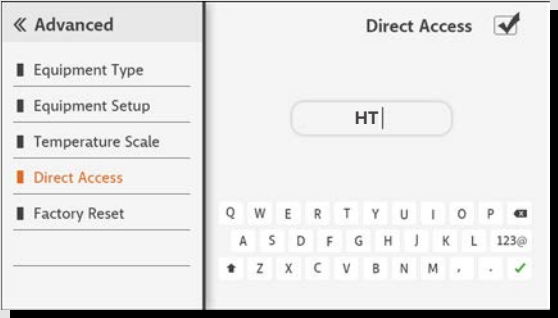 « Advanced
Equipment Type
Equipment Setup
Temperature Scale
Direct Access
Factory Reset
Direct Access
HT
Q W E R T Y U I O P
A S D F G H J K L 123@
Z X C V B N M , .